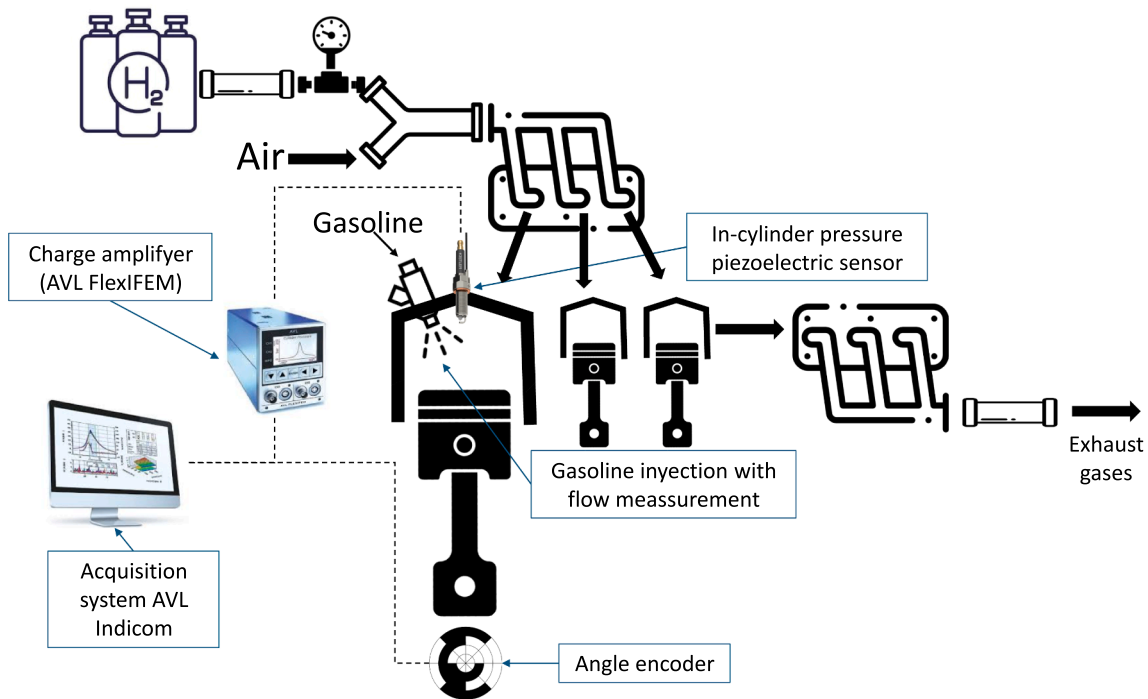 H2
Air
Gasoline
In-cylinder pressure
piezoelectric sensor
Charge amplifyer
(AVL FlexIFEM)
AVL
Gasoline inyection with
flow meassurement
Exhaust
gases
Acquisition
system AVL
Indicom
Angle encoder